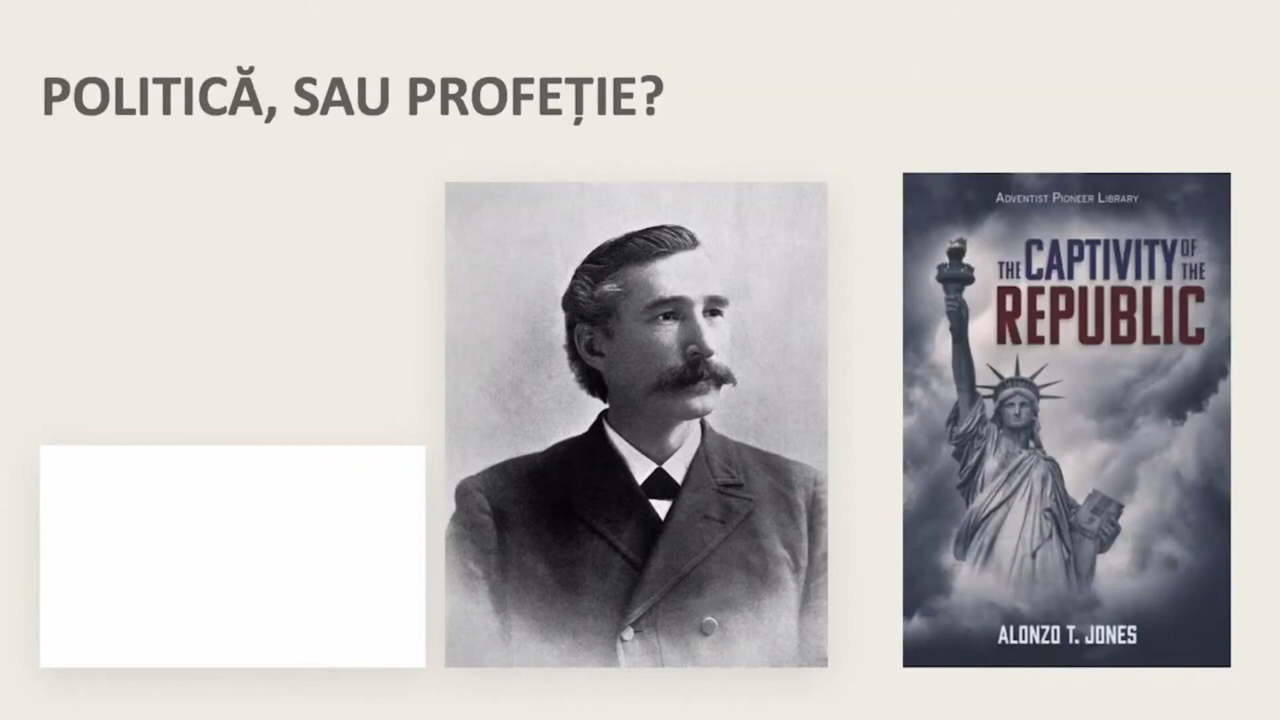 POLITICĂ, SAU PROFEȚIE?
ADVENTIST PIONEER LIBRARY
THE CAPTIVITY OF THE
REPUBLIC
ALONZO T. JONES